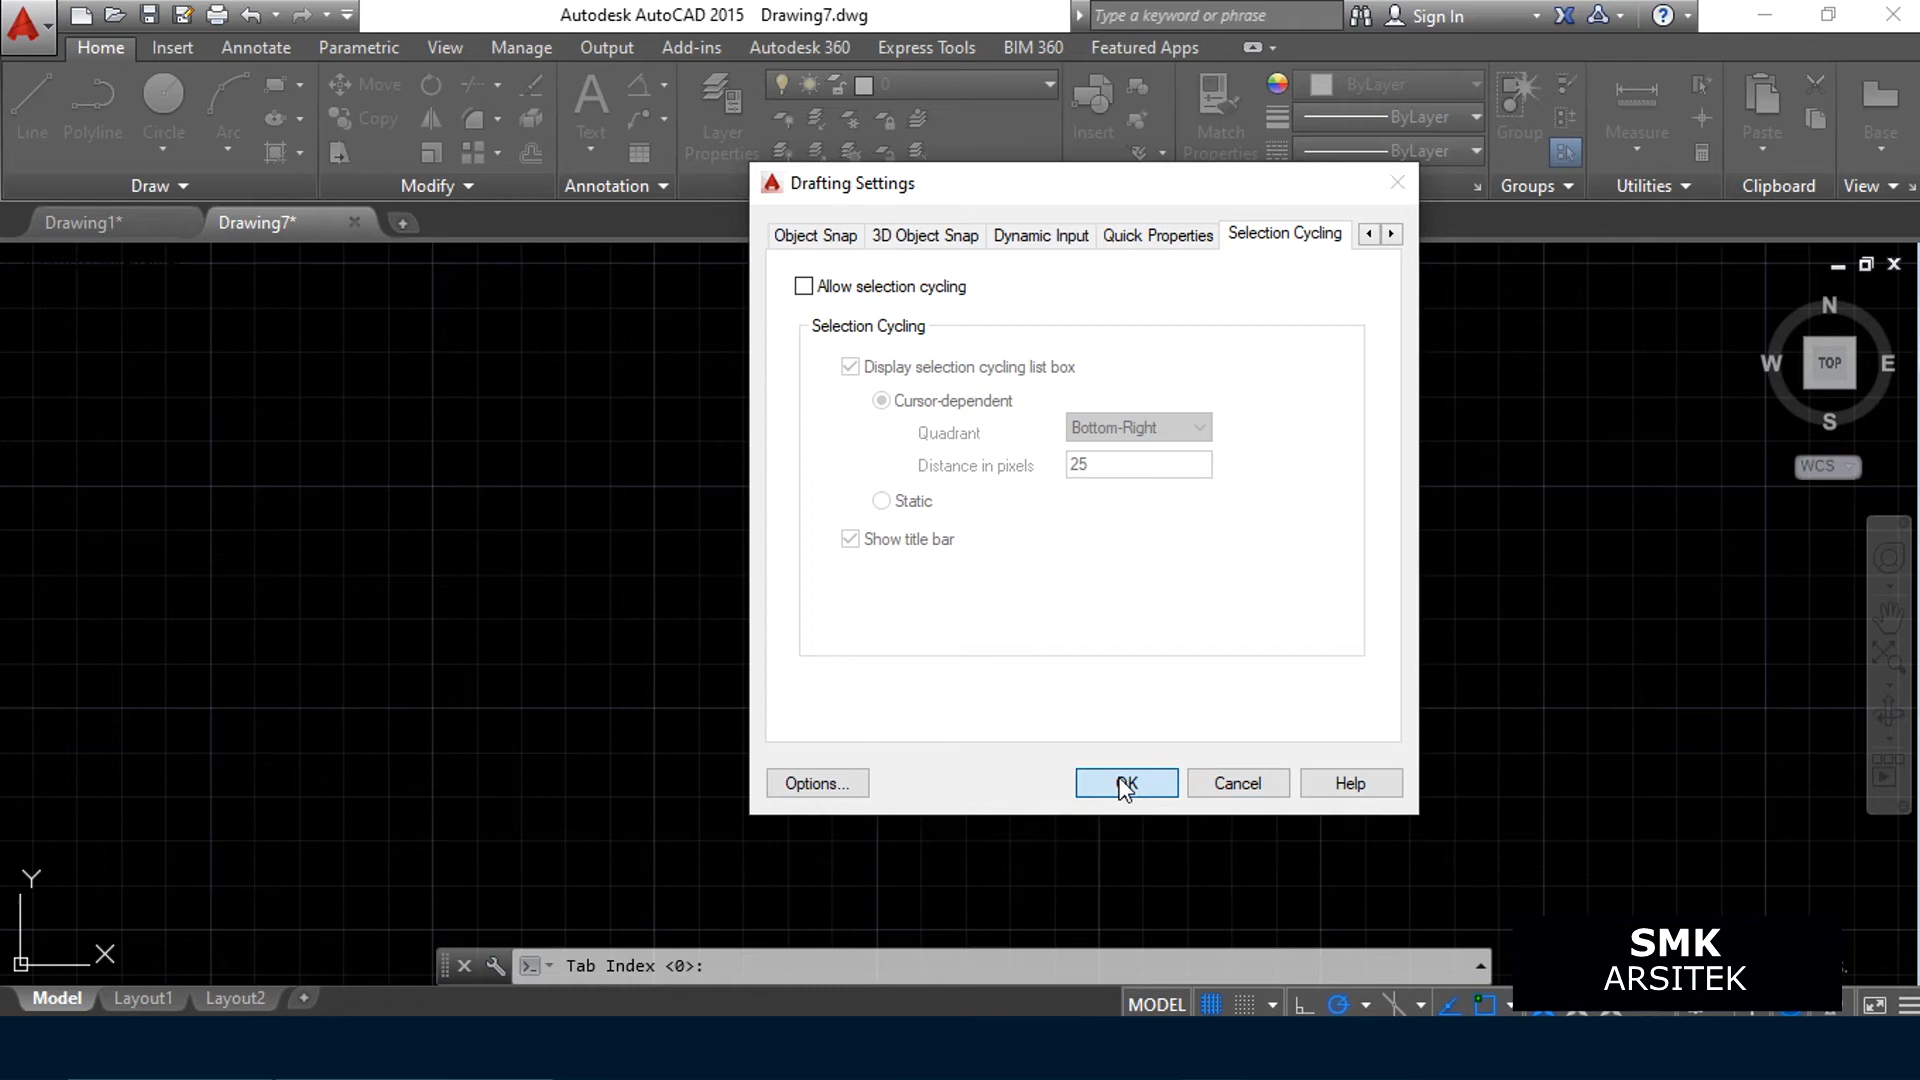 Autodesk AutoCAD 2015 Drawing7.dwg
Type a keyword or phrase
Sign In
Home Insert Annotate Parametric View Manage Output Add-ins Autodesk 360 Express Tools BIM 360 Featured Apps
Line Polyline Circle Arc
Move
Copy
Text
Layer
Properties
0
Insert
Match
Properties
ByLayer
ByLayer
ByLayer
Group
Measure
Paste
Base
Draw Modify Annotation Groups Utilities Clipboard View
Drawing1* Drawing7*
Drafting Settings
Object Snap 3D Object Snap Dynamic Input Quick Properties Selection Cycling
Allow selection cycling
Selection Cycling
Display selection cycling list box
Cursor-dependent
Quadrant Bottom-Right
Distance in pixels 25
Static
Show title bar
Options... OK Cancel Help
N
W TOP E
S
WCS
Y
X
Tab Index <0>:
Model Layout1 Layout2
MODEL
SMK
ARSITEK